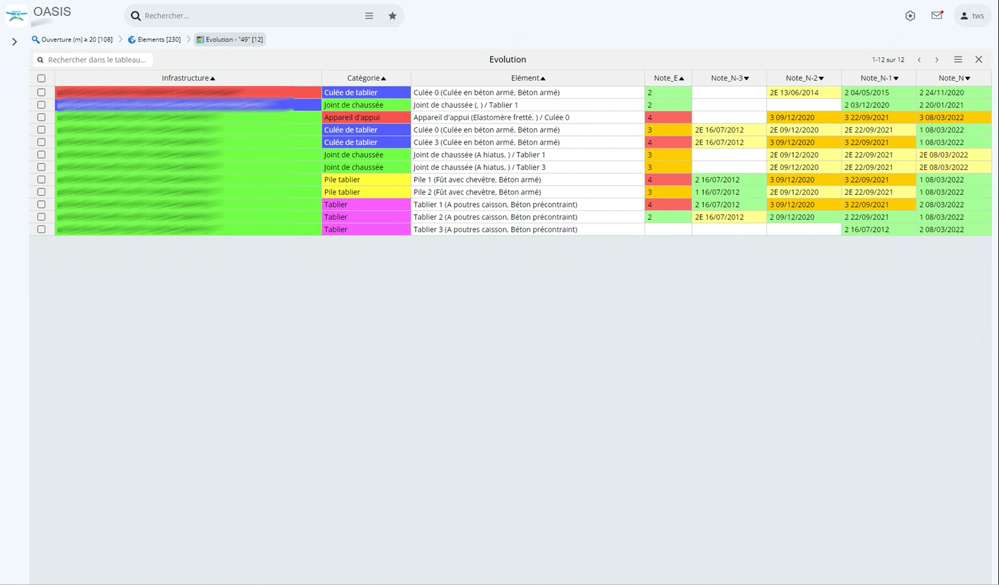 OASIS
Rechercher...
tws
Ouverture (m) ≥ 20 [108] Elements [230] Evolution - "49" [12]
Rechercher dans le tableau... Evolution 1-12 sur 12
Infrastructure▲ Catégorie▲ Elément▲ Note_E▲ Note_N-3▼ Note_N-2▼ Note_N-1▼ Note_N▼
Culée de tablier Culée 0 (Culée en béton armé, Béton armé) 2 2E 13/06/2014 2 04/05/2015 2 24/11/2020
Joint de chaussée Joint de chaussée (, ) / Tablier 1 2 2 03/12/2020 2 20/01/2021
Appareil d'appui Appareil d'appui (Elastomère fretté, ) / Culée 0 4 3 09/12/2020 3 22/09/2021 3 08/03/2022
Culée de tablier Culée 0 (Culée en béton armé, Béton armé) 3 2E 16/07/2012 2E 09/12/2020 2E 22/09/2021 1 08/03/2022
Culée de tablier Culée 3 (Culée en béton armé, Béton armé) 4 2E 16/07/2012 3 09/12/2020 3 22/09/2021 1 08/03/2022
Joint de chaussée Joint de chaussée (A hiatus, ) / Tablier 1 3 2E 09/12/2020 2E 22/09/2021 2E 08/03/2022
Joint de chaussée Joint de chaussée (A hiatus, ) / Tablier 3 3 2E 09/12/2020 2E 22/09/2021 2E 08/03/2022
Pile tablier Pile 1 (Fût avec chevêtre, Béton armé) 4 2 16/07/2012 3 09/12/2020 3 22/09/2021 1 08/03/2022
Pile tablier Pile 2 (Fût avec chevêtre, Béton armé) 3 1 16/07/2012 2E 09/12/2020 2E 22/09/2021 1 08/03/2022
Tablier Tablier 1 (A poutres caisson, Béton précontraint) 4 2 16/07/2012 3 09/12/2020 3 22/09/2021 2 08/03/2022
Tablier Tablier 2 (A poutres caisson, Béton précontraint) 2 2E 16/07/2012 2 09/12/2020 2 22/09/2021 1 08/03/2022
Tablier Tablier 3 (A poutres caisson, Béton précontraint) 2 16/07/2012 2 08/03/2022